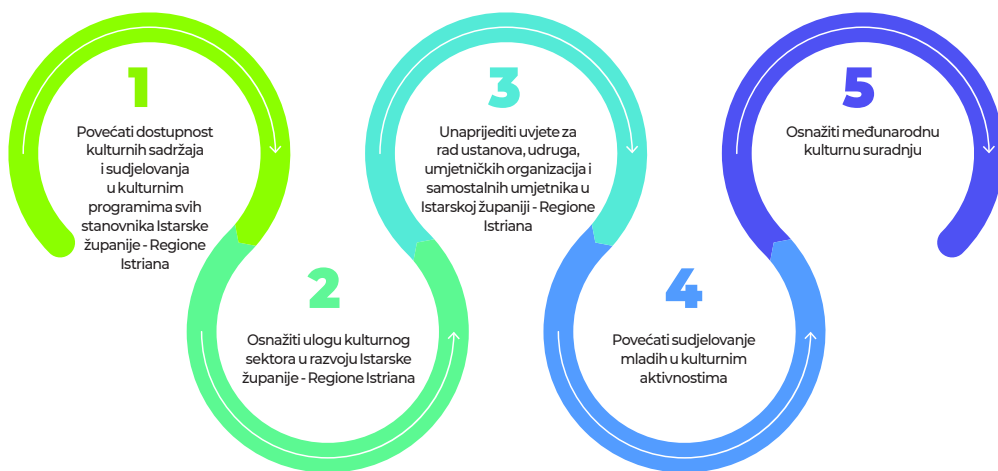 1
Povećati dostupnost
kulturnih sadržaja
i sudjelovanja
u kulturnim
programima svih
stanovnika Istarske
županije - Regione
Istriana
2
Osnažiti ulogu kulturnog
sektora u razvoju Istarske
županije - Regione Istriana
3
Unaprijediti uvjete za
rad ustanova, udruga,
umjetničkih organizacija i
samostalnih umjetnika u
Istarskoj županiji - Regione
Istriana
4
Povećati sudjelovanje
mladih u kulturnim
aktivnostima
5
Osnažiti međunarodnu
kulturnu suradnju